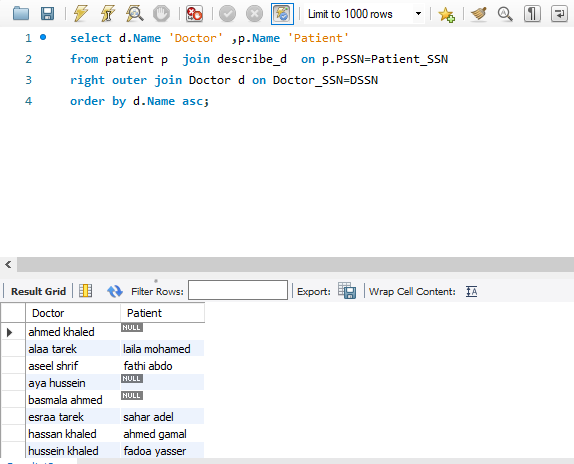 Limit to 1000 rows
1 select d.Name 'Doctor' ,p.Name 'Patient'
2 from patient p join describe_d on p.PSSN=Patient_SSN
3 right outer join Doctor d on Doctor_SSN=DSSN
4 order by d.Name asc;
Result Grid Filter Rows: Export: Wrap Cell Content:
Doctor Patient
ahmed khaled NULL
alaa tarek laila mohamed
aseel shrif fathi abdo
aya hussein NULL
basmala ahmed NULL
esraa tarek sahar adel
hassan khaled ahmed gamal
hussein khaled fadoa yasser